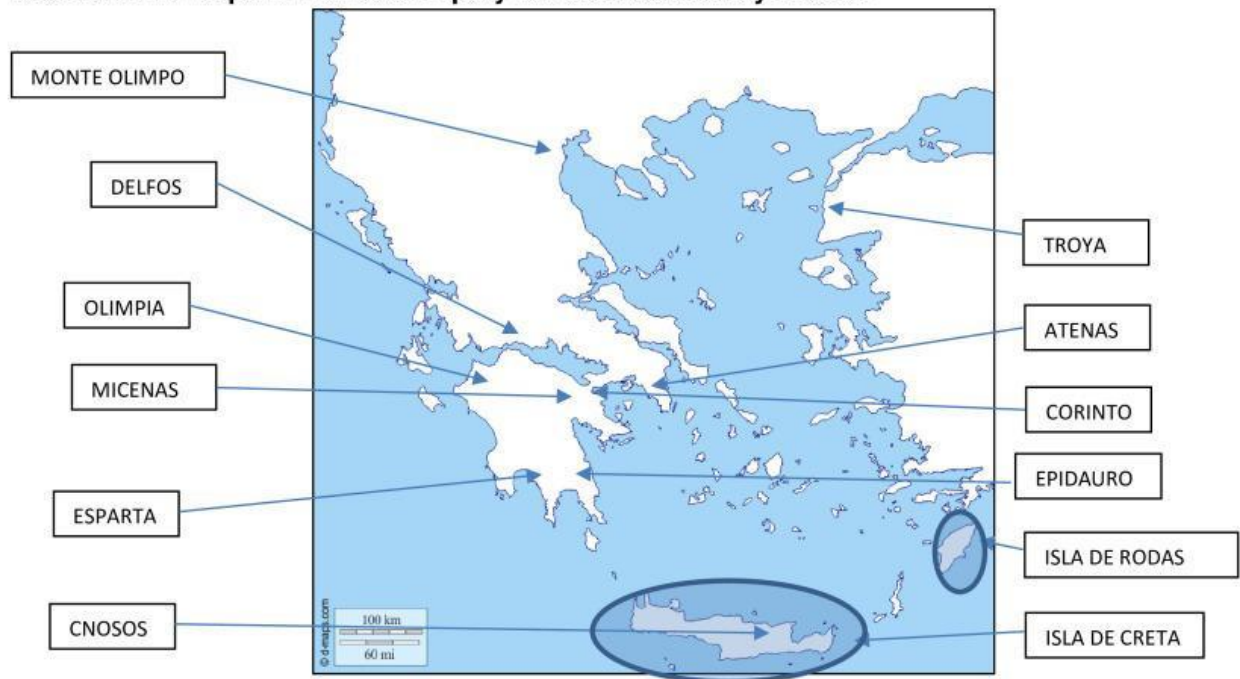 MONTE OLIMPO
DELFOS
OLIMPIA
MICENAS
ESPARTA
CNOSOS
TROYA
ATENAS
CORINTO
EPIDAURO
ISLA DE RODAS
ISLA DE CRETA
100 km
60 mi
© d-maps.com